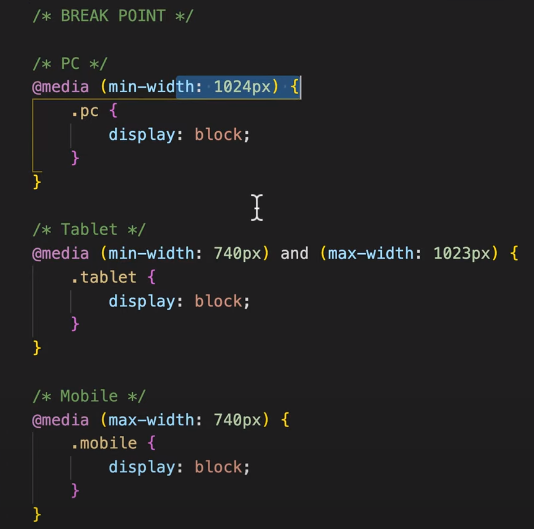 /* BREAK POINT */
/* PC */
@media (min-width: 1024px) {
.pc {
display: block;
}
}
/* Tablet */
@media (min-width: 740px) and (max-width: 1023px) {
.tablet {
display: block;
}
}
/* Mobile */
@media (max-width: 740px) {
.mobile {
display: block;
}
}